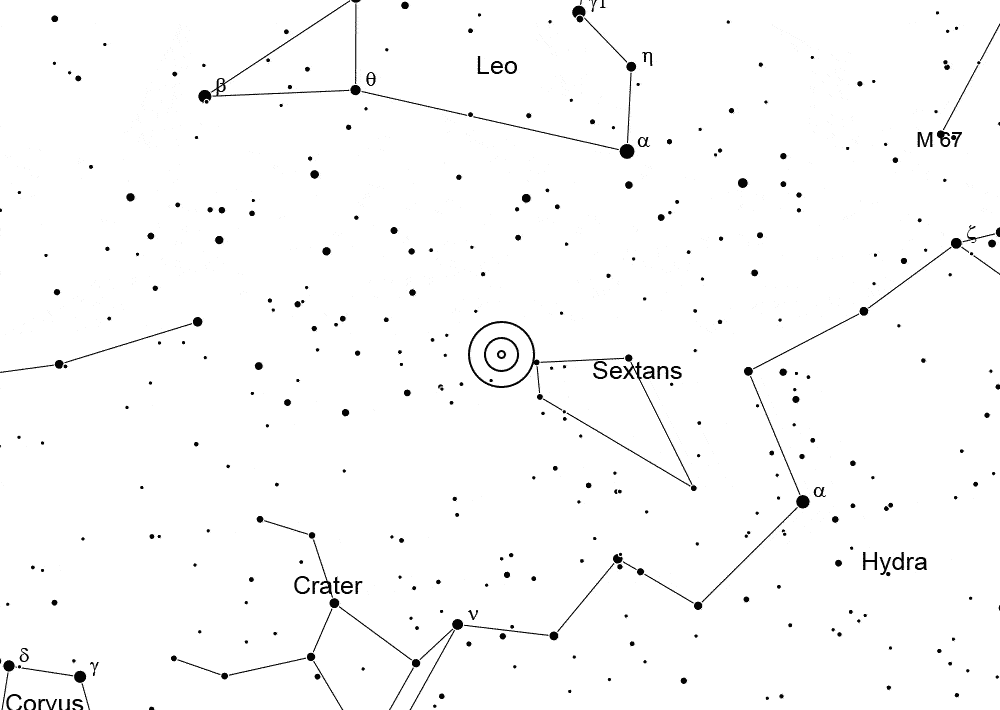 γ1
η
Leo
θ
β
α
M 67
ζ
Sextans
α
Hydra
Crater
ν
δ
γ
Corvus